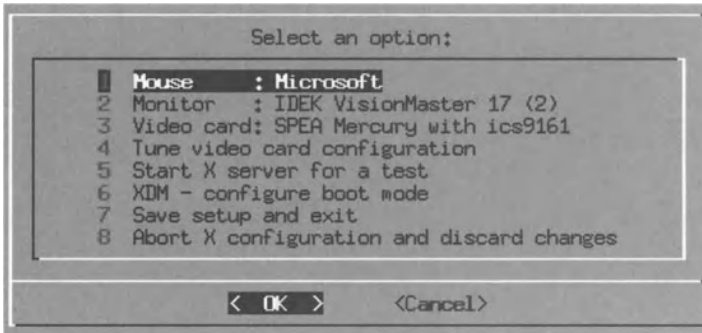 Select an option:
1 Mouse : Microsoft
2 Monitor : IDEK VisionMaster 17 (2)
3 Video card: SPEA Mercury with ics9161
4 Tune video card configuration
5 Start X server for a test
6 XDM - configure boot mode
7 Save setup and exit
8 Abort X configuration and discard changes
< OK > <Cancel>